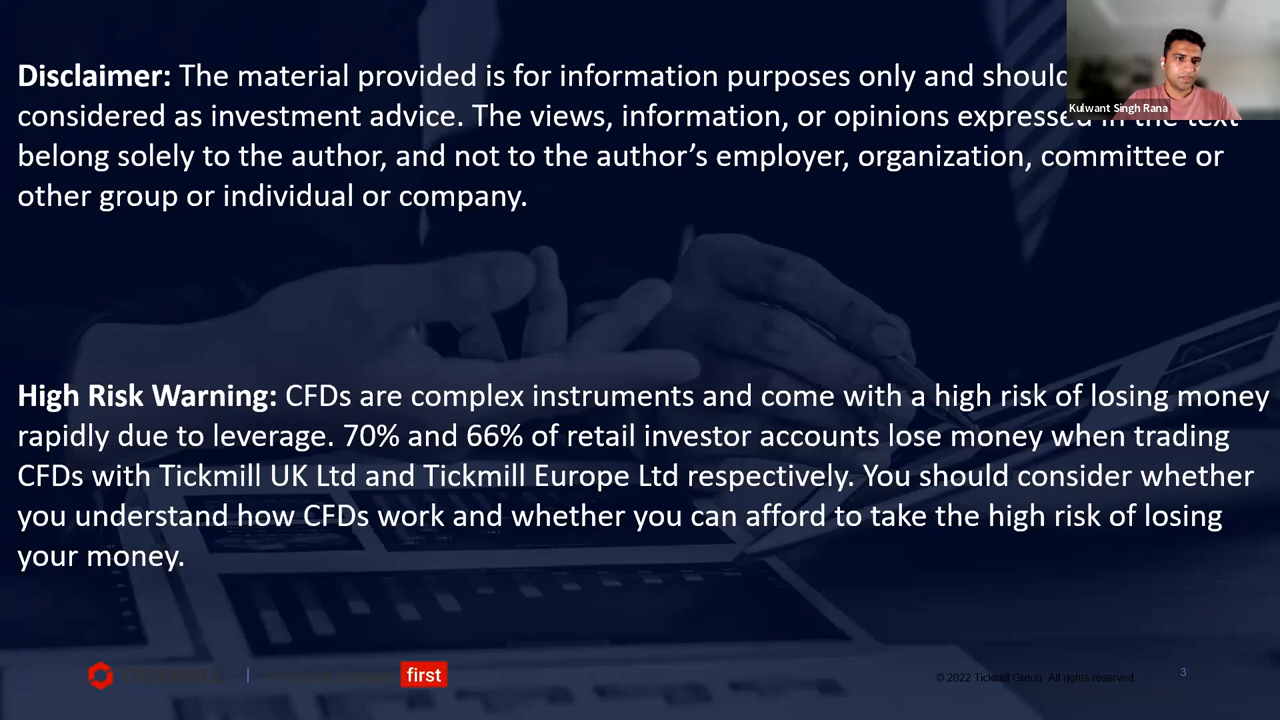 Disclaimer: The material provided is for information purposes only and should
considered as investment advice. The views, information, or opinions expressed in the text
belong solely to the author, and not to the author’s employer, organization, committee or
other group or individual or company.
Kulwant Singh Rana
High Risk Warning: CFDs are complex instruments and come with a high risk of losing money
rapidly due to leverage. 70% and 66% of retail investor accounts lose money when trading
CFDs with Tickmill UK Ltd and Tickmill Europe Ltd respectively. You should consider whether
you understand how CFDs work and whether you can afford to take the high risk of losing
your money.
TICKMILL | first
© 2022 Tickmill Group. All rights reserved.
3